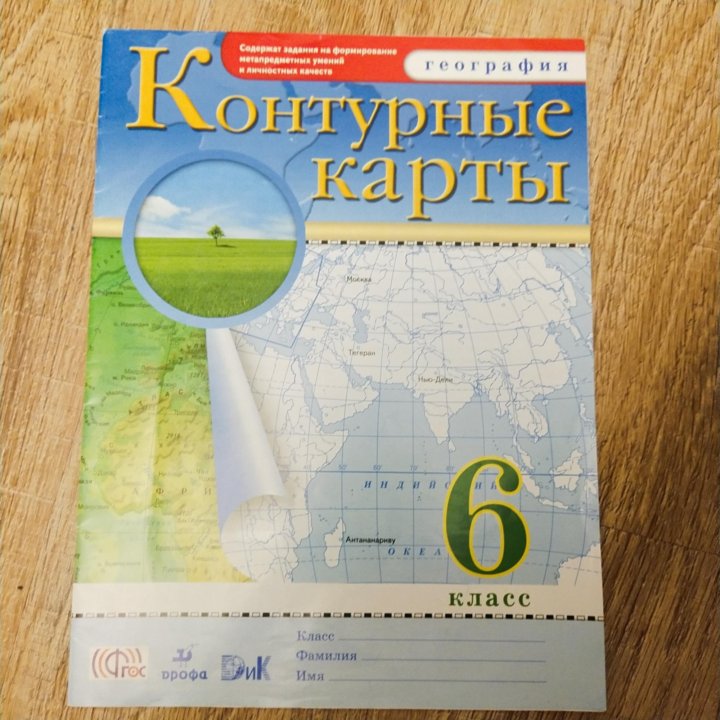 Содержат задания на формирование
метапредметных умений
и личностных качеств
география
Контурные
карты
Москва
Тегеран
Нью-Дели
ИНДИЙСКИЙ
Антананариву
ОКЕА
6
класс
Класс
Фамилия
Имя
ФГОС
дрофа
ДиК